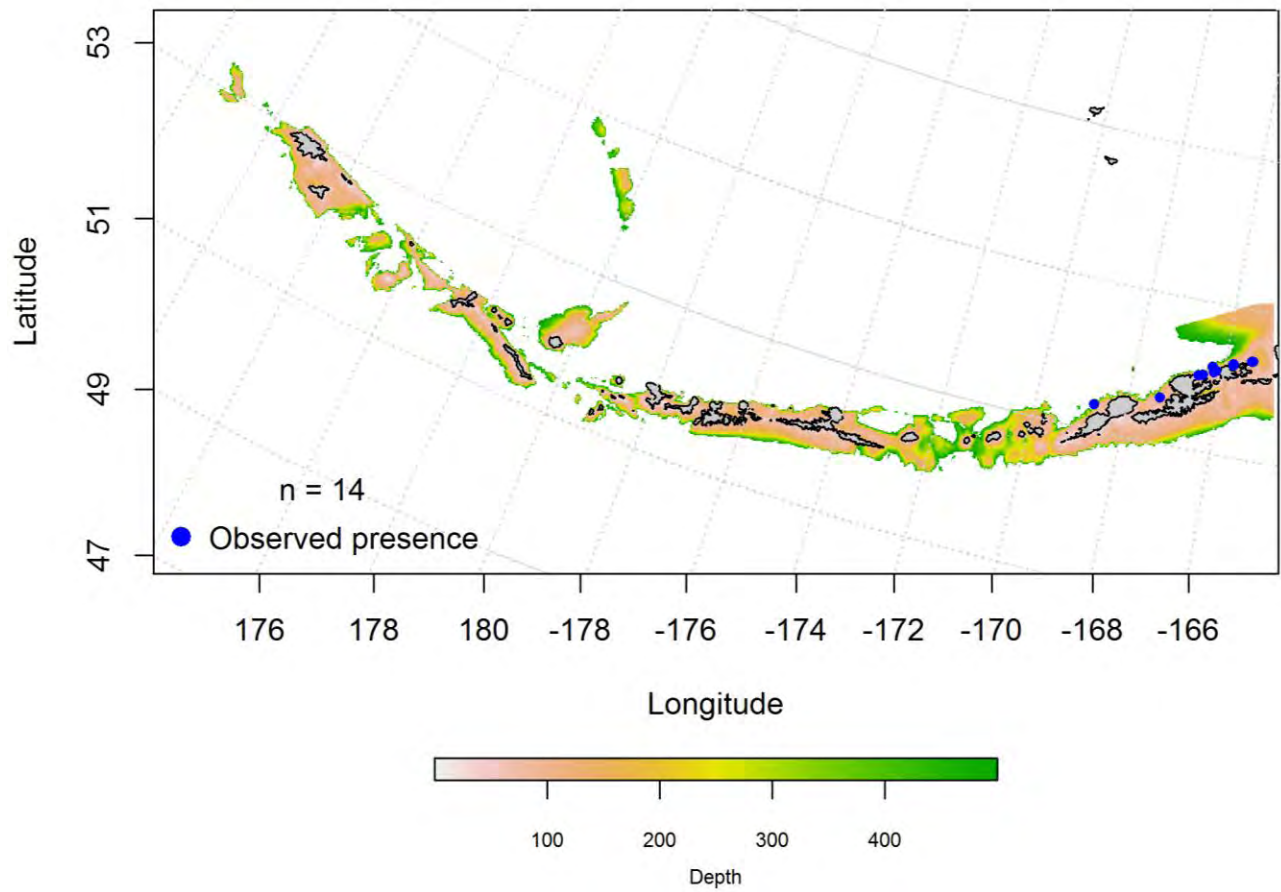 53
51
49
47
Latitude
n = 14
Observed presence
176 178 180 -178 -176 -174 -172 -170 -168 -166
Longitude
100 200 300 400
Depth